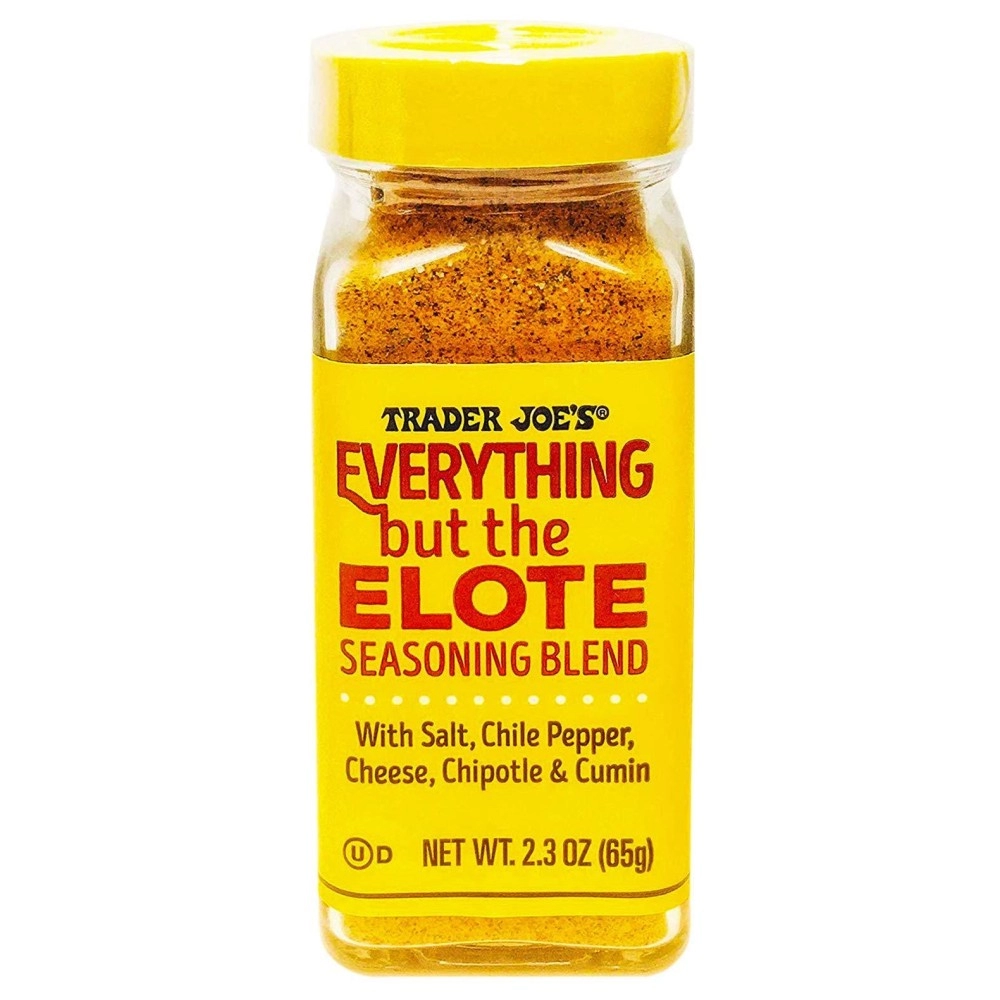 TRADER JOE'S®
EVERYTHING
but the
ELOTE
SEASONING BLEND
With Salt, Chile Pepper,
Cheese, Chipotle & Cumin
Ⓤ D NET WT. 2.3 OZ (65g)